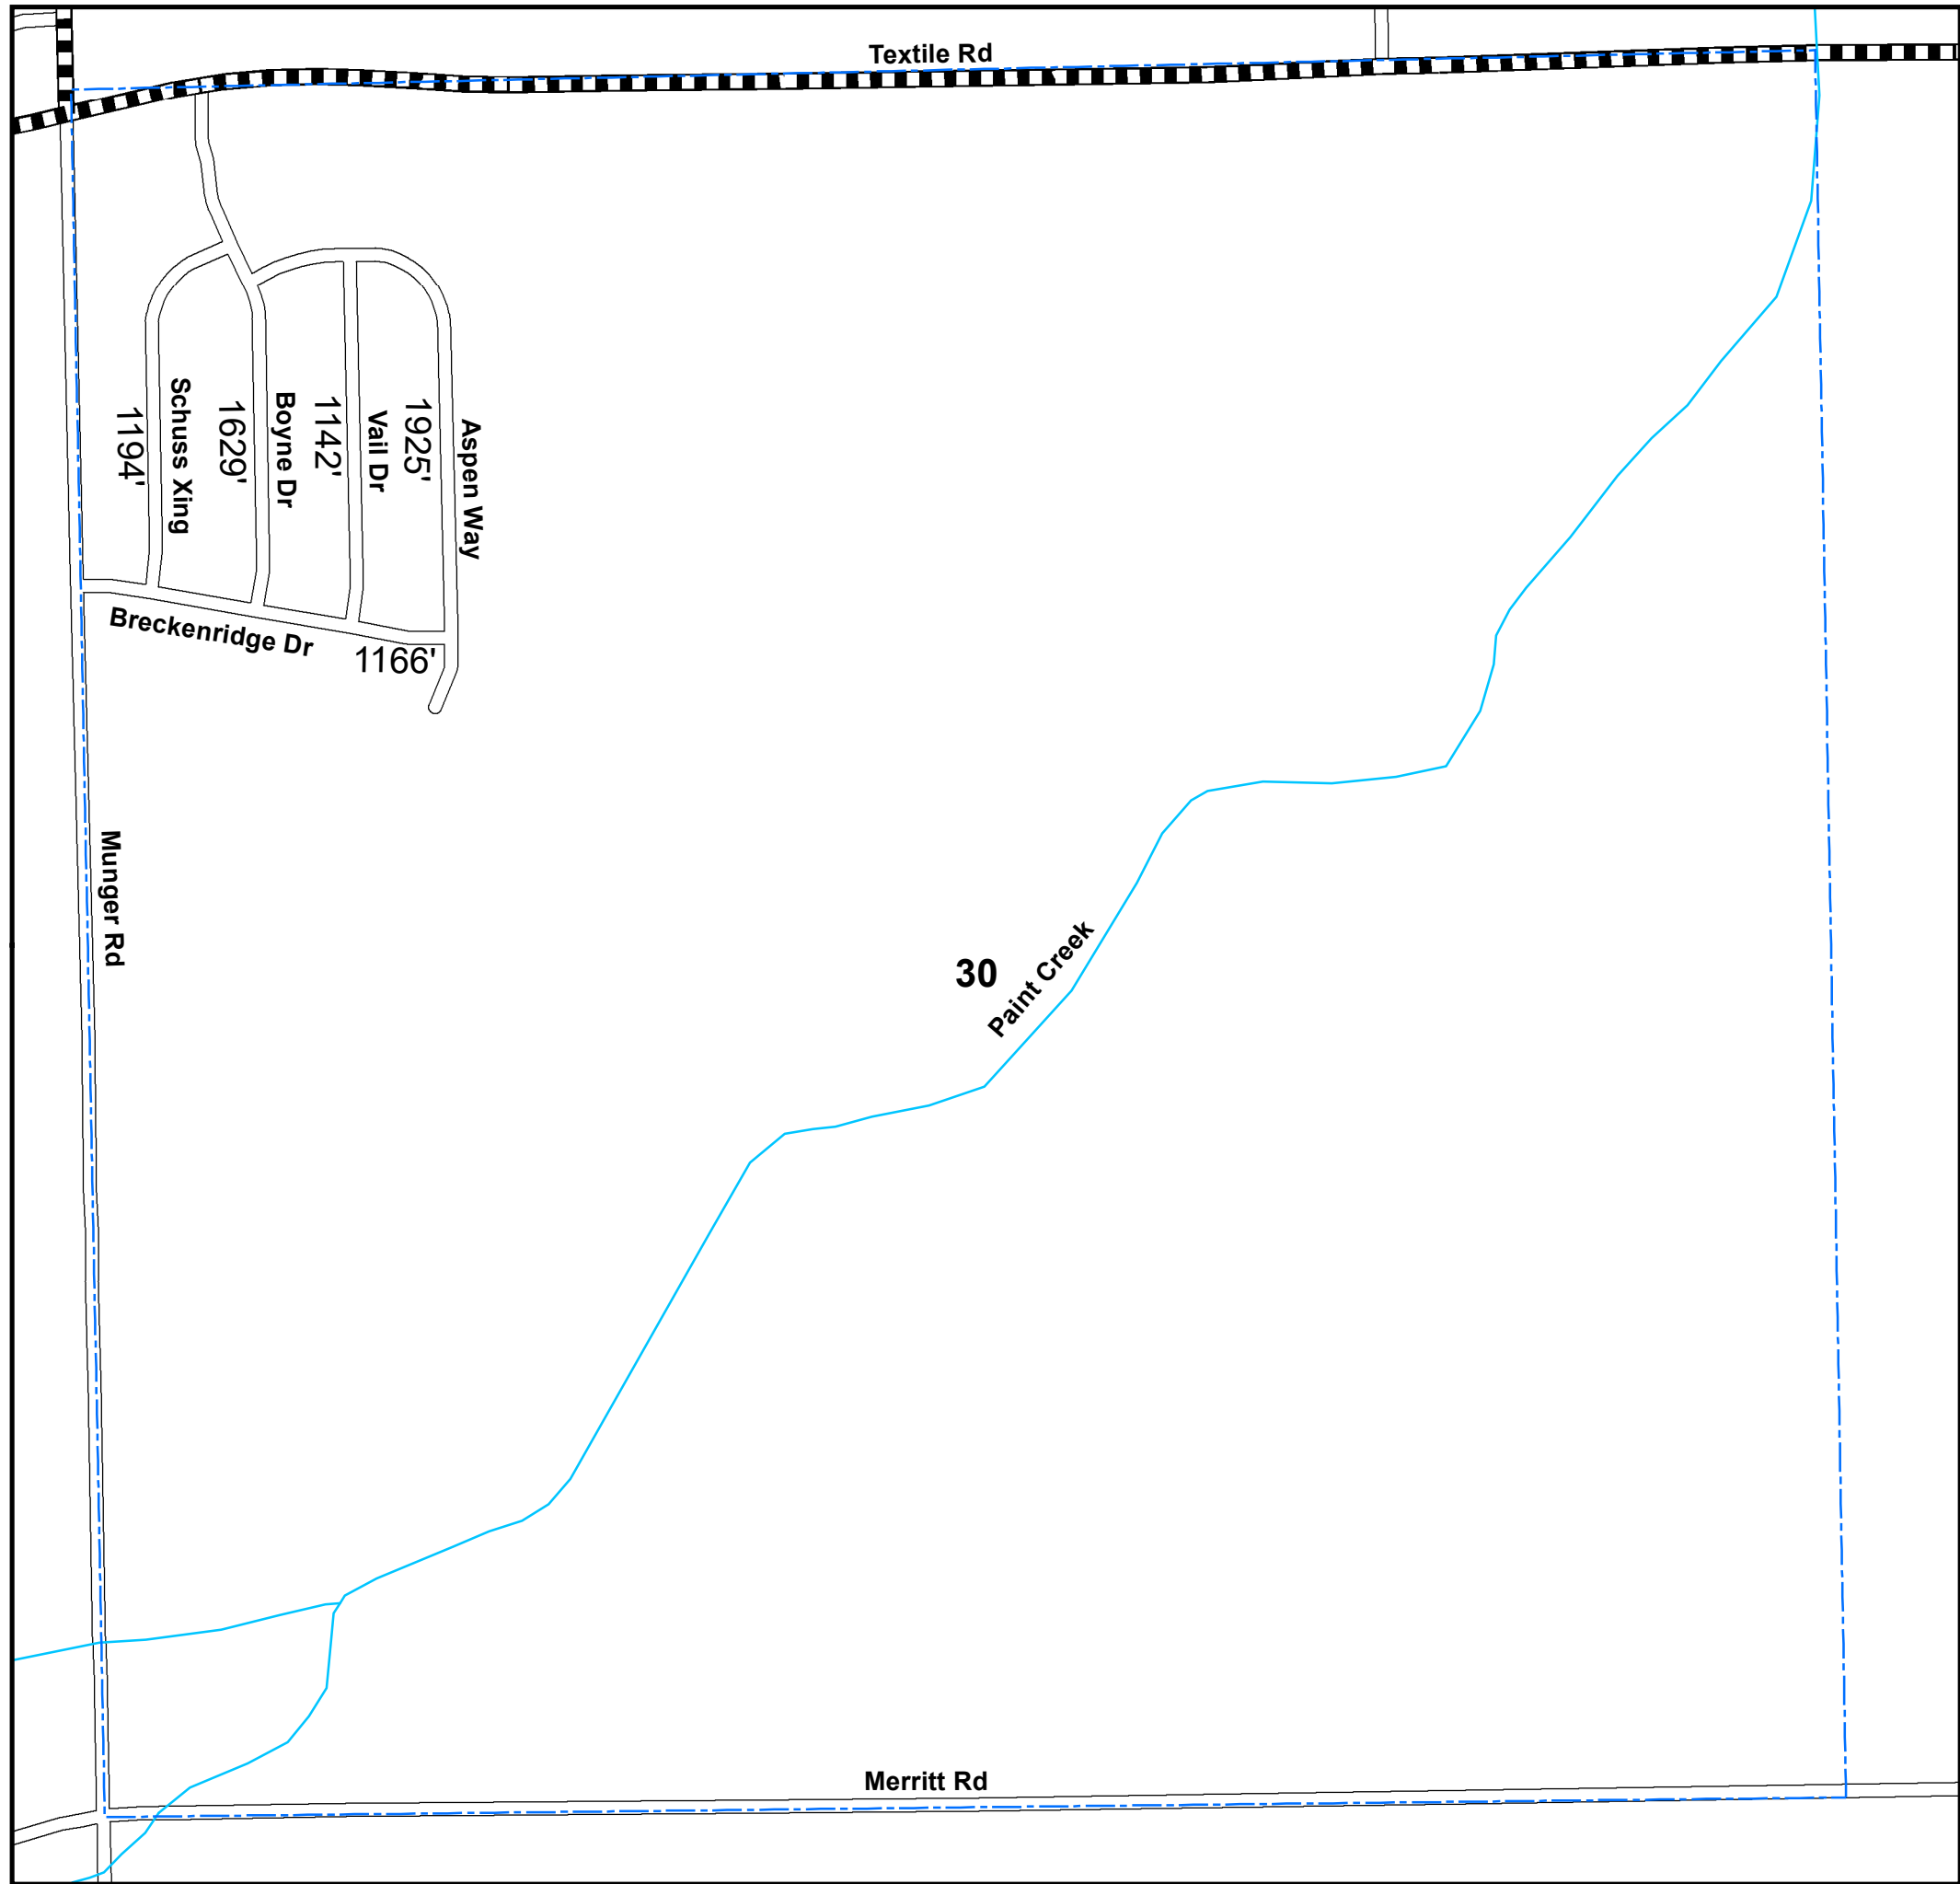 Textile Rd
Schuss Xing
1194'
Boyne Dr
1629'
Vail Dr
1142'
Aspen Way
1925'
Breckenridge Dr
1166'
Munger Rd
30
Paint Creek
Merritt Rd